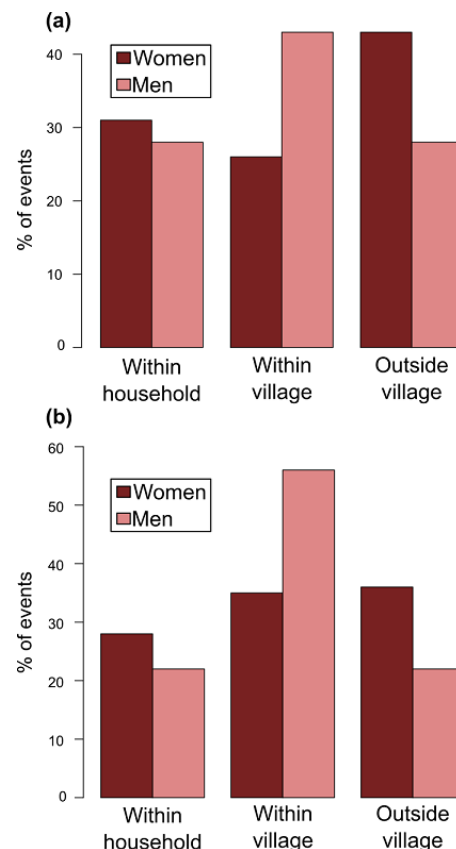 (a)
Women
Men
% of events
40
30
20
10
0
Within household
Within village
Outside village
(b)
Women
Men
% of events
60
50
40
30
20
10
0
Within household
Within village
Outside village